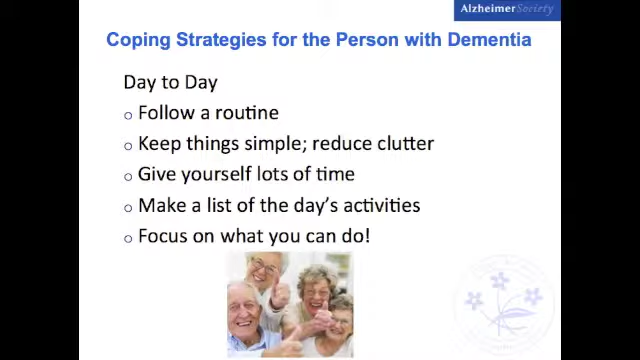 AlzheimerSociety
Coping Strategies for the Person with Dementia
Day to Day
o Follow a routine
o Keep things simple; reduce clutter
o Give yourself lots of time
o Make a list of the day's activities
o Focus on what you can do!